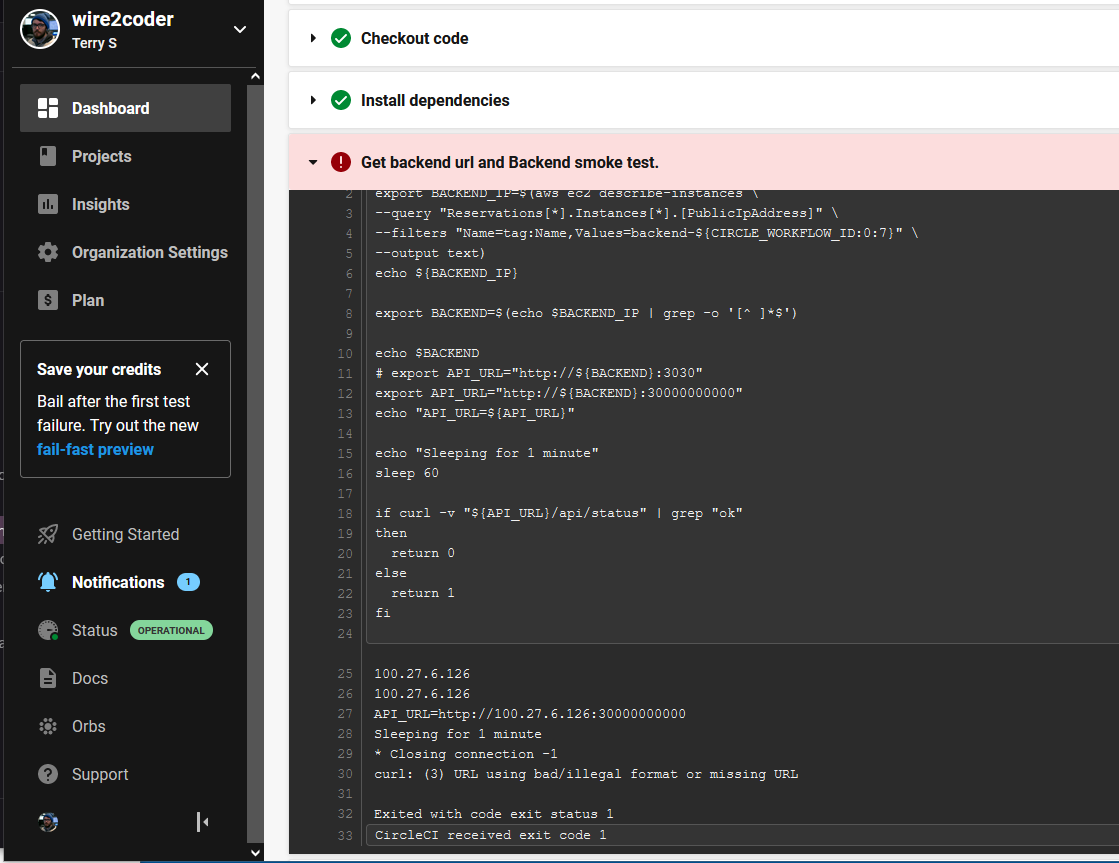 wire2coder
Terry S
Dashboard
Projects
Insights
Organization Settings
Plan
Save your credits
Bail after the first test
failure. Try out the new
fail-fast preview
Getting Started
Notifications 1
Status OPERATIONAL
Docs
Orbs
Support
Checkout code
Install dependencies
Get backend url and Backend smoke test.
2 export BACKEND_IP=$(aws ec2 describe-instances \
3 --query "Reservations[*].Instances[*].[PublicIpAddress]" \
4 --filters "Name=tag:Name,Values=backend-${CIRCLE_WORKFLOW_ID:0:7}" \
5 --output text)
6 echo ${BACKEND_IP}
7
8 export BACKEND=$(echo $BACKEND_IP | grep -o '[^ ]*$')
9
10 echo $BACKEND
11 # export API_URL="http://${BACKEND}:3030"
12 export API_URL="http://${BACKEND}:30000000000"
13 echo "API_URL=${API_URL}"
14
15 echo "Sleeping for 1 minute"
16 sleep 60
17
18 if curl -v "${API_URL}/api/status" | grep "ok"
19 then
20 return 0
21 else
22 return 1
23 fi
24
25 100.27.6.126
26 100.27.6.126
27 API_URL=http://100.27.6.126:30000000000
28 Sleeping for 1 minute
29 * Closing connection -1
30 curl: (3) URL using bad/illegal format or missing URL
31
32 Exited with code exit status 1
33 CircleCI received exit code 1